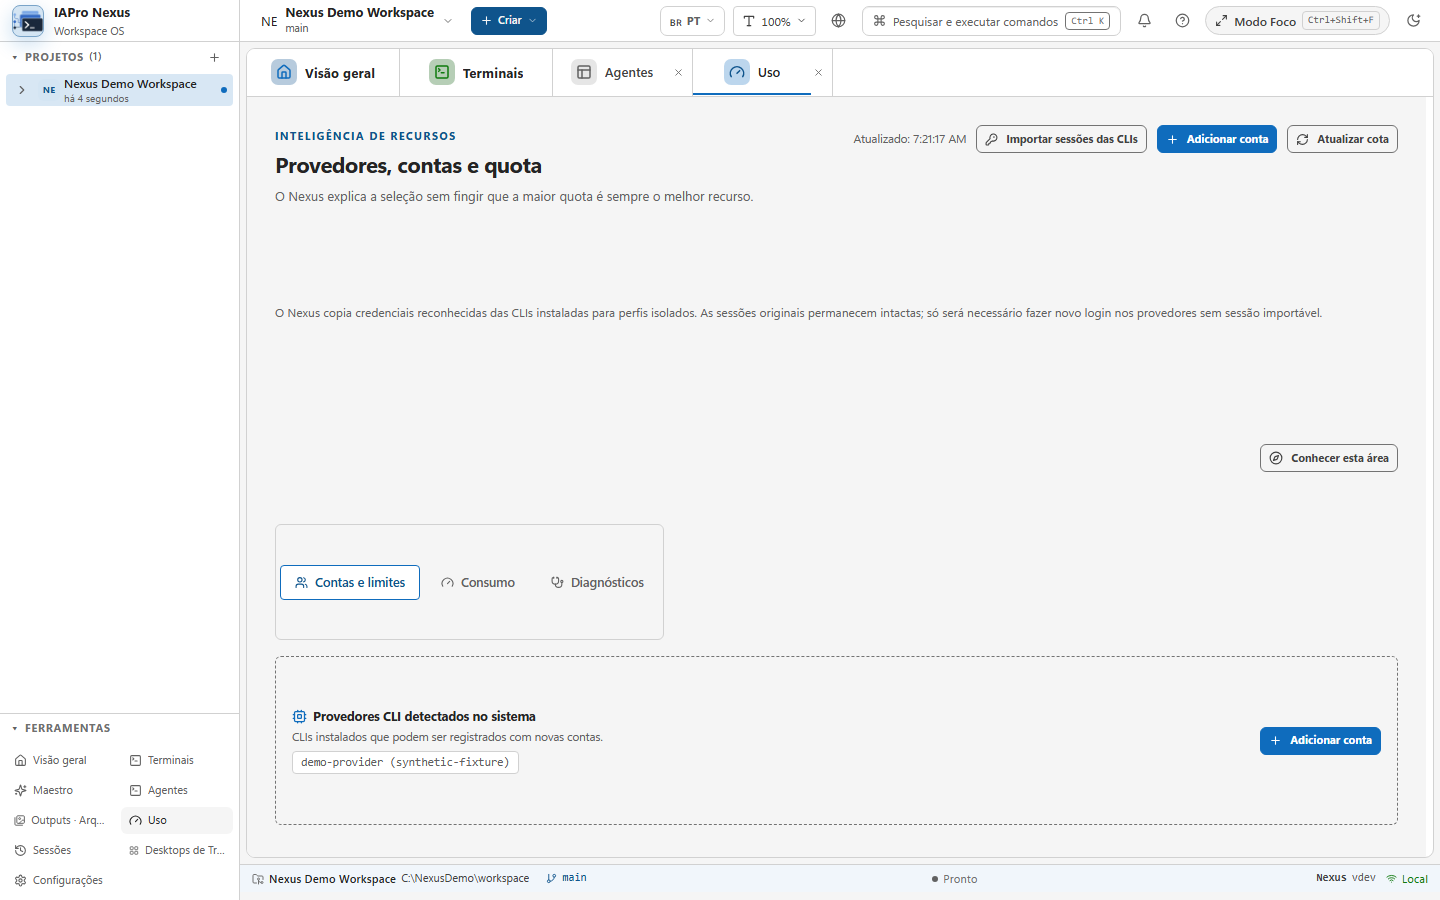 IAPro Nexus
Workspace OS
NE
Nexus Demo Workspace
main
Criar
BR PT
100%
Pesquisar e executar comandos
Ctrl K
Modo Foco
Ctrl+Shift+F
PROJETOS (1)
NE
Nexus Demo Workspace
há 4 segundos
Visão geral
Terminais
Agentes
Uso
INTELIGÊNCIA DE RECURSOS
Provedores, contas e quota
O Nexus explica a seleção sem fingir que a maior quota é sempre o melhor recurso.
Atualizado: 7:21:17 AM
Importar sessões das CLIs
Adicionar conta
Atualizar cota
O Nexus copia credenciais reconhecidas das CLIs instaladas para perfis isolados. As sessões originais permanecem intactas; só será necessário fazer novo login nos provedores sem sessão importável.
Conhecer esta área
Contas e limites
Consumo
Diagnósticos
Provedores CLI detectados no sistema
CLIs instalados que podem ser registrados com novas contas.
demo-provider (synthetic-fixture)
Adicionar conta
FERRAMENTAS
Visão geral
Terminais
Maestro
Agentes
Outputs · Arq...
Uso
Sessões
Desktops de Tr...
Configurações
Nexus Demo Workspace C:\NexusDemo\workspace
main
Pronto
Nexus vdev
Local